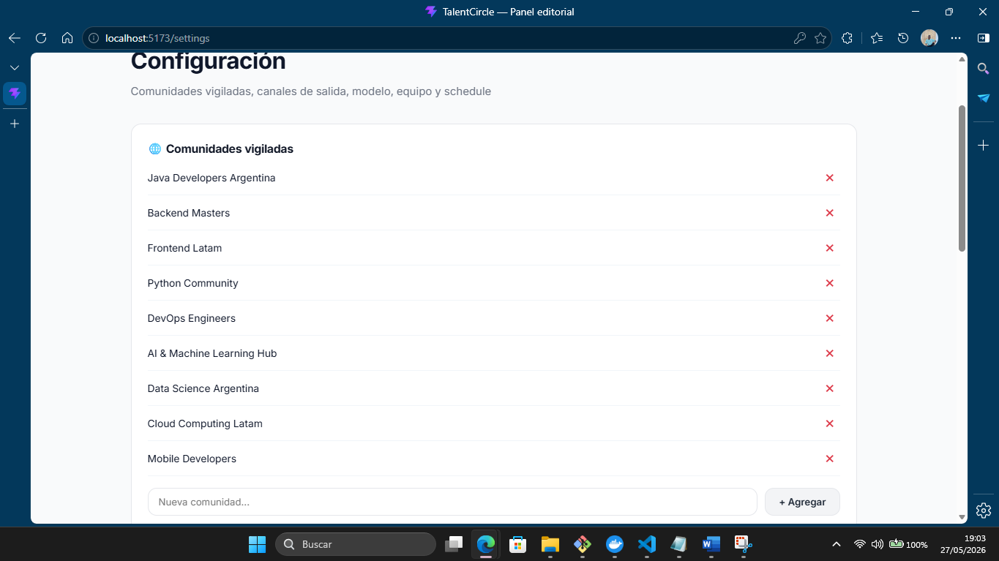 TalentCircle — Panel editorial
localhost:5173/settings
Configuración
Comunidades vigiladas, canales de salida, modelo, equipo y schedule
Comunidades vigiladas
Java Developers Argentina
Backend Masters
Frontend Latam
Python Community
DevOps Engineers
AI & Machine Learning Hub
Data Science Argentina
Cloud Computing Latam
Mobile Developers
Nueva comunidad...
+ Agregar
Buscar
100%
19:03
27/05/2026